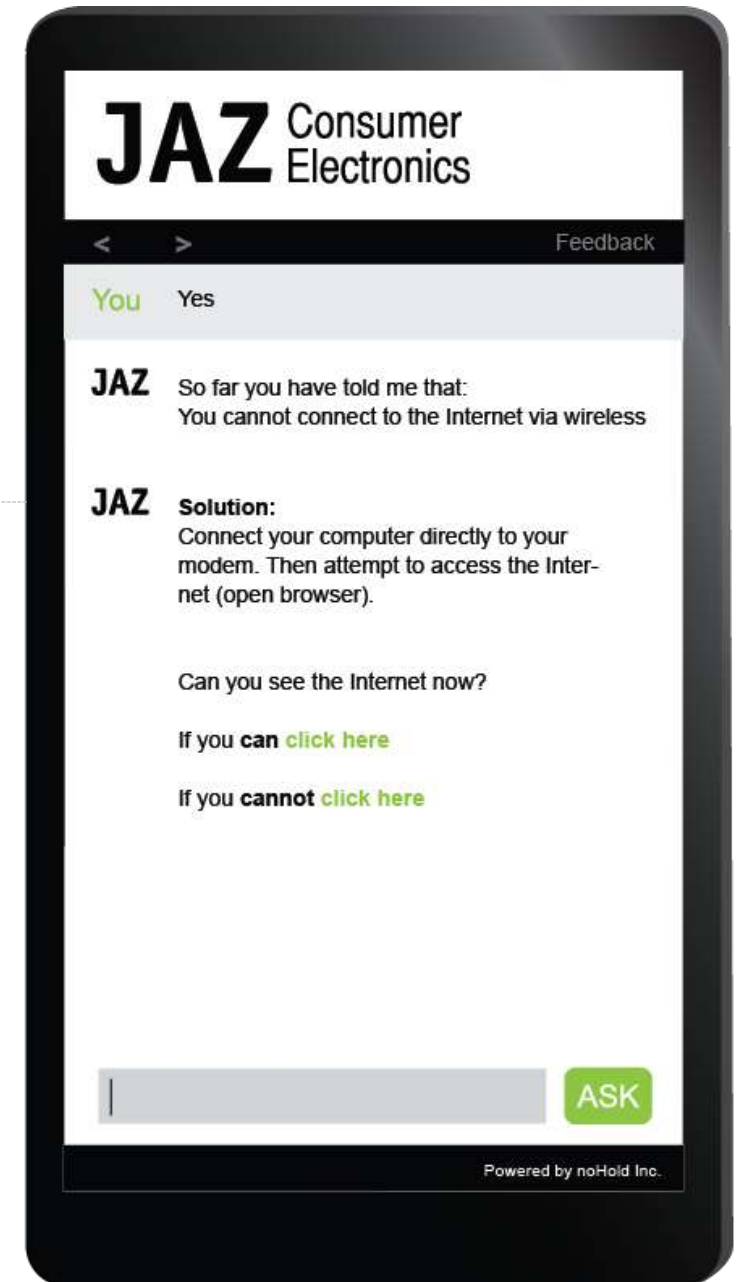 JAZ Consumer
Electronics
< > Feedback
You Yes
JAZ So far you have told me that:
You cannot connect to the Internet via wireless
JAZ Solution:
Connect your computer directly to your
modem. Then attempt to access the Inter-
net (open browser).
Can you see the Internet now?
If you can click here
If you cannot click here
ASK
Powered by noHold Inc.